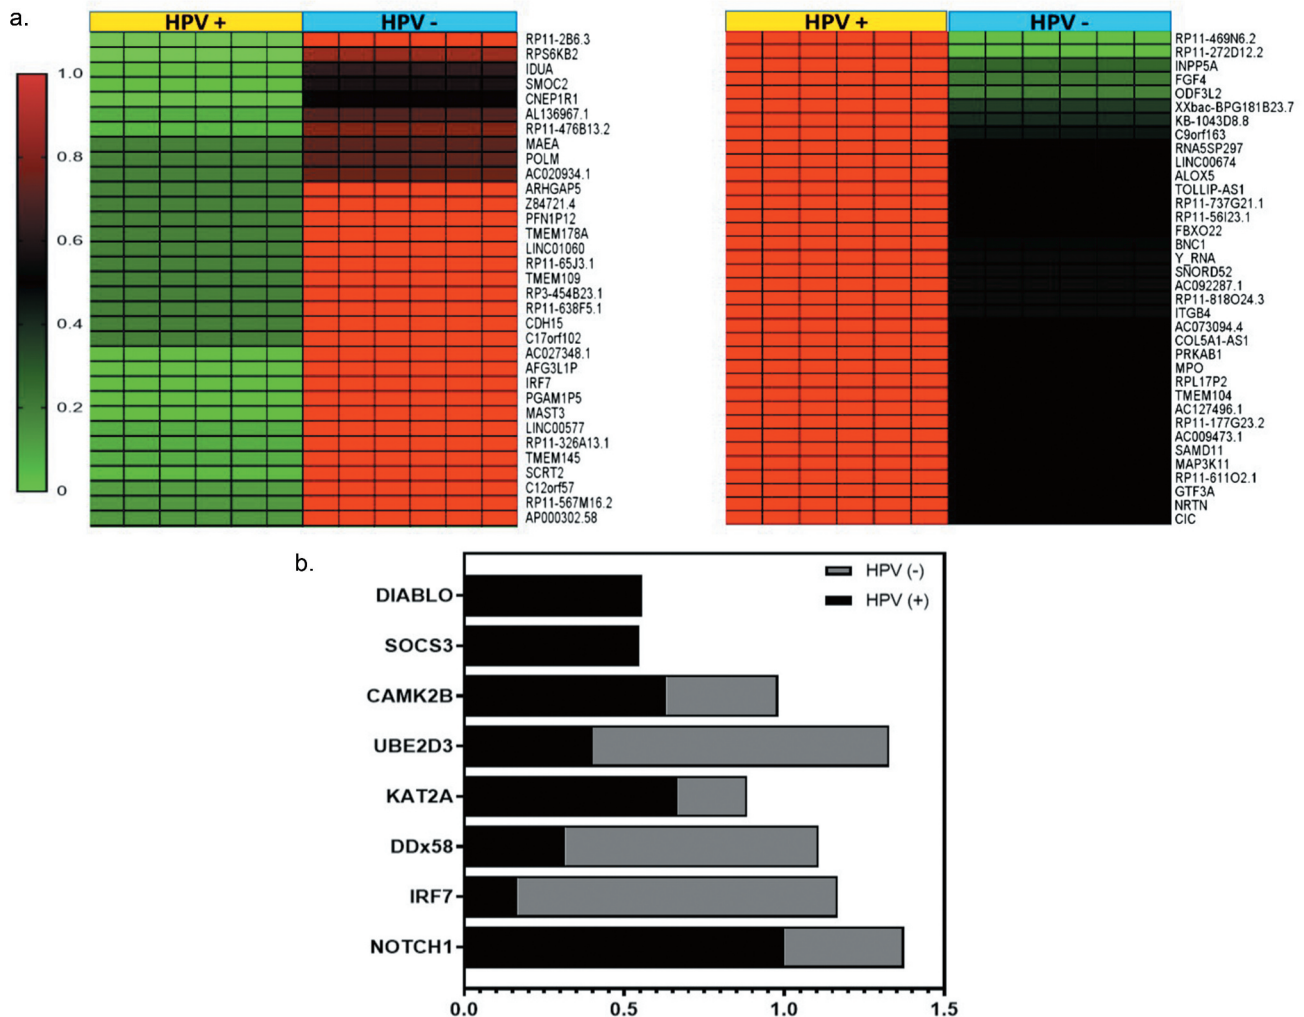 a.
HPV +
HPV -
1.0
0.8
0.6
0.4
0.2
0
RP11-2B6.3
RPS6KB2
IDUA
SMOC2
CNEP1R1
AL136967.1
RP11-476B13.2
MAEA
POLM
AC020934.1
ARHGAP5
Z84721.4
PFN1P12
TMEM178A
LINC01060
RP11-65J3.1
TMEM109
RP3-454B23.1
RP11-638F5.1
CDH15
C17orf102
AC027348.1
AFG3L1P
IRF7
PGAM1P5
MAST3
LINC00577
RP11-326A13.1
TMEM145
SCRT2
C12orf57
RP11-567M16.2
AP000302.58
HPV +
HPV -
RP11-469N6.2
RP11-272D12.2
INPP5A
FGF4
ODF3L2
XXbac-BPG181B23.7
KB-1043D8.8
C9orf163
RNA5SP297
LINC00674
ALOX5
TOLLIP-AS1
RP11-737G21.1
RP11-56I23.1
FBXO22
BNC1
Y_RNA
SNORD52
AC092287.1
RP11-818O24.3
ITGB4
AC073094.4
COL5A1-AS1
PRKAB1
MPO
RPL17P2
TMEM104
AC127496.1
RP11-177G23.2
AC009473.1
SAMD11
MAP3K11
RP11-611O2.1
GTF3A
NRTN
CIC
b.
HPV (-)
HPV (+)
DIABLO
SOCS3
CAMK2B
UBE2D3
KAT2A
DDx58
IRF7
NOTCH1
0.0
0.5
1.0
1.5